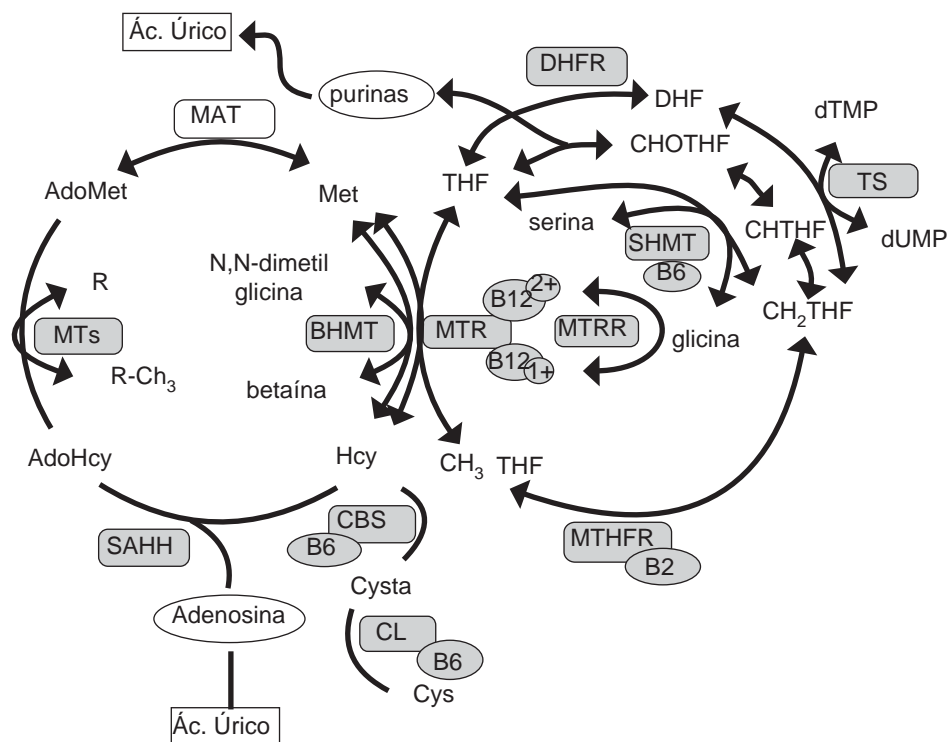 Ác. Úrico
purinas
DHFR
DHF
dTMP
MAT
CHOTHF
AdoMet
Met
THF
TS
serina
SHMT
B6
CHTHF
dUMP
R
N,N-dimetil
glicina
B12
2+
MTs
BHMT
MTR
MTRR
glicina
CH₂THF
B12
1+
R-Ch₃
betaína
AdoHcy
Hcy
CH₃ THF
SAHH
CBS
B6
MTHFR
B2
Cysta
Adenosina
CL
B6
Cys
Ác. Úrico